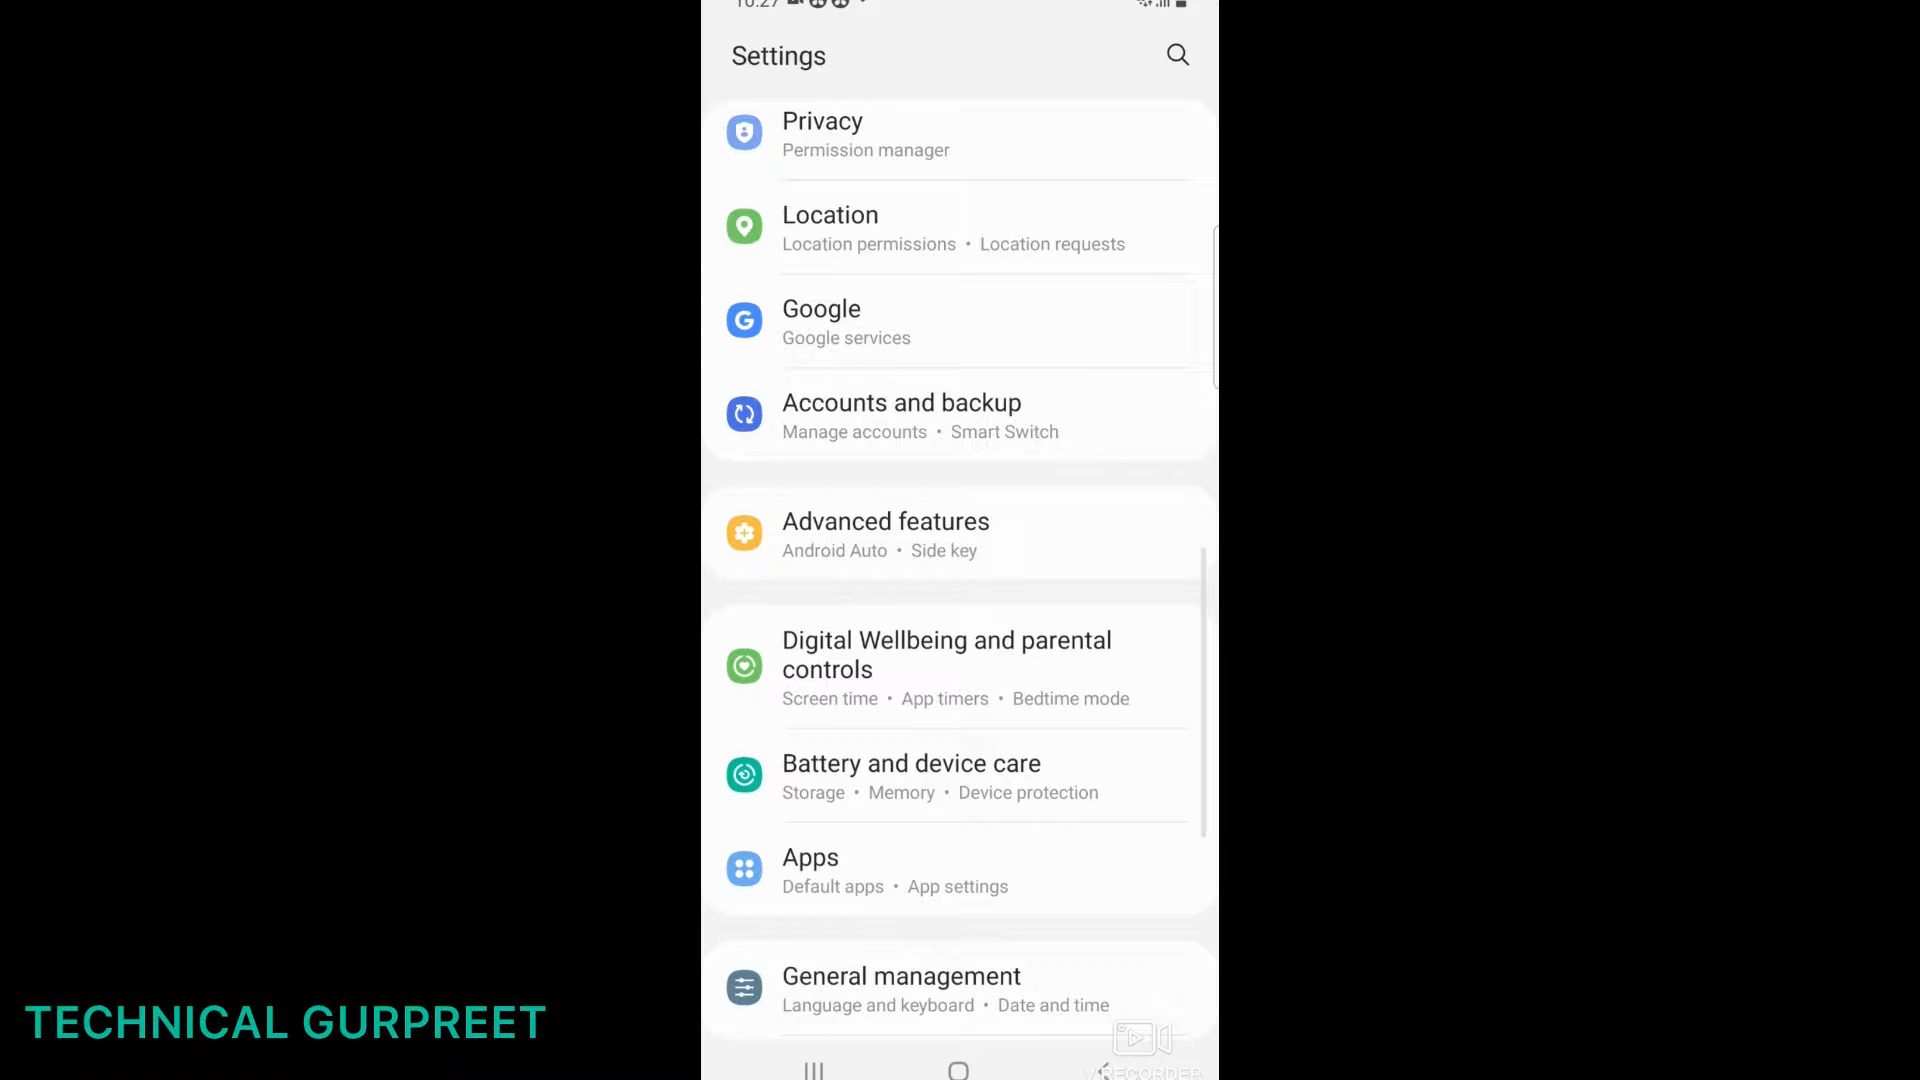 10:27
Settings
Privacy
Permission manager
Location
Location permissions • Location requests
Google
Google services
Accounts and backup
Manage accounts • Smart Switch
Advanced features
Android Auto • Side key
Digital Wellbeing and parental
controls
Screen time • App timers • Bedtime mode
Battery and device care
Storage • Memory • Device protection
Apps
Default apps • App settings
General management
Language and keyboard • Date and time
TECHNICAL GURPREET
V RECORDER